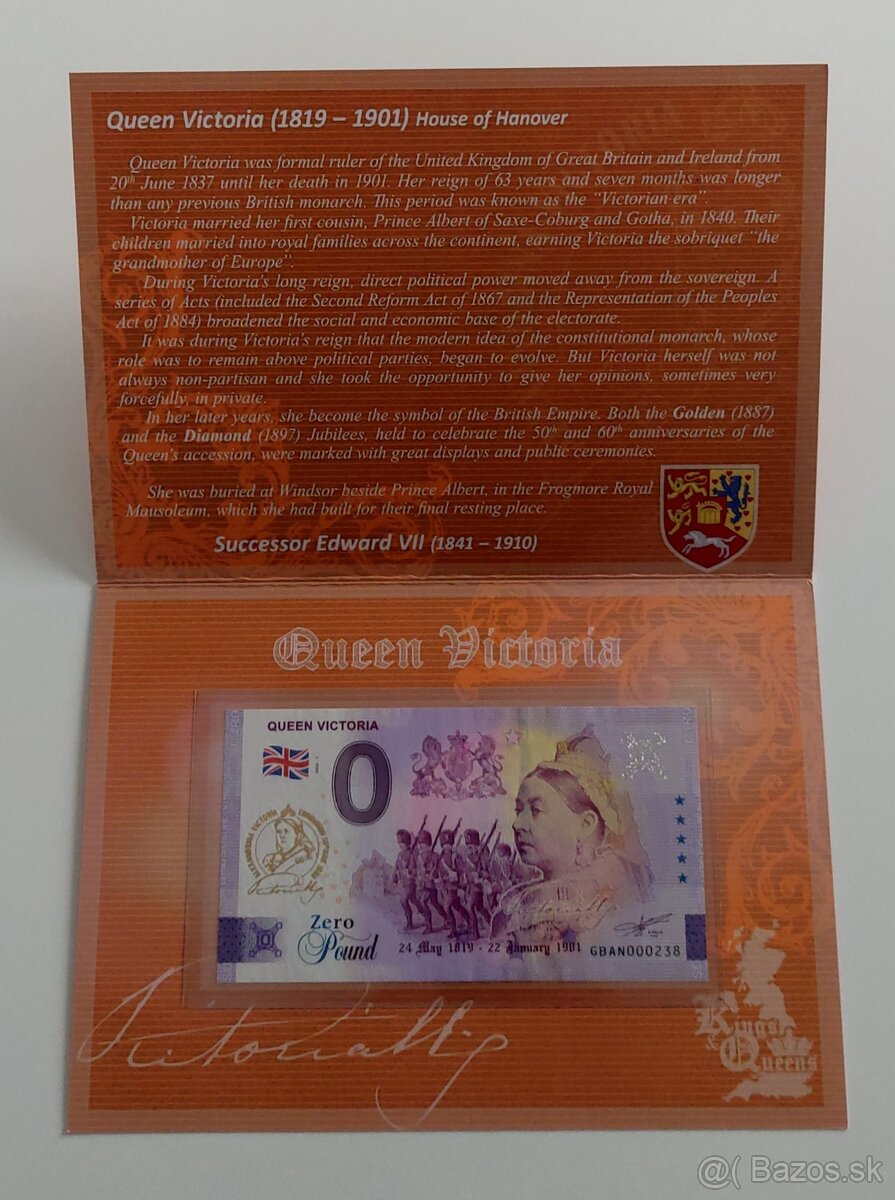 Queen Victoria (1819 – 1901) House of Hanover
Queen Victoria was formal ruler of the United Kingdom of Great Britain and Ireland from
20th June 1837 until her death in 1901. Her reign of 63 years and seven months was longer
than any previous British monarch. This period was known as the "Victorian era".
Victoria married her first cousin, Prince Albert of Saxe-Coburg and Gotha, in 1840. Their
children married into royal families across the continent, earning Victoria the sobriquet "the
grandmother of Europe".
During Victoria's long reign, direct political power moved away from the sovereign. A
series of Acts (included the Second Reform Act of 1867 and the Representation of the Peoples
Act of 1884) broadened the social and economic base of the electorate.
It was during Victoria's reign that the modern idea of the constitutional monarch, whose
role was to remain above political parties, began to evolve. But Victoria herself was not
always non-partisan and she took the opportunity to give her opinions, sometimes very
forcefully, in private.
In her later years, she become the symbol of the British Empire. Both the Golden (1887)
and the Diamond (1897) Jubilees, held to celebrate the 50th and 60th anniversaries of the
Queen's accession, were marked with great displays and public ceremonies.
She was buried at Windsor beside Prince Albert, in the Frogmore Royal
Mausoleum, which she had built for their final resting place.
Successor Edward VII (1841 – 1910)
Queen Victoria
QUEEN VICTORIA
0
Zero
Pound
24 May 1819 - 22 January 1901
GBAN000238
Kings &
Queens
@( Bazos.sk